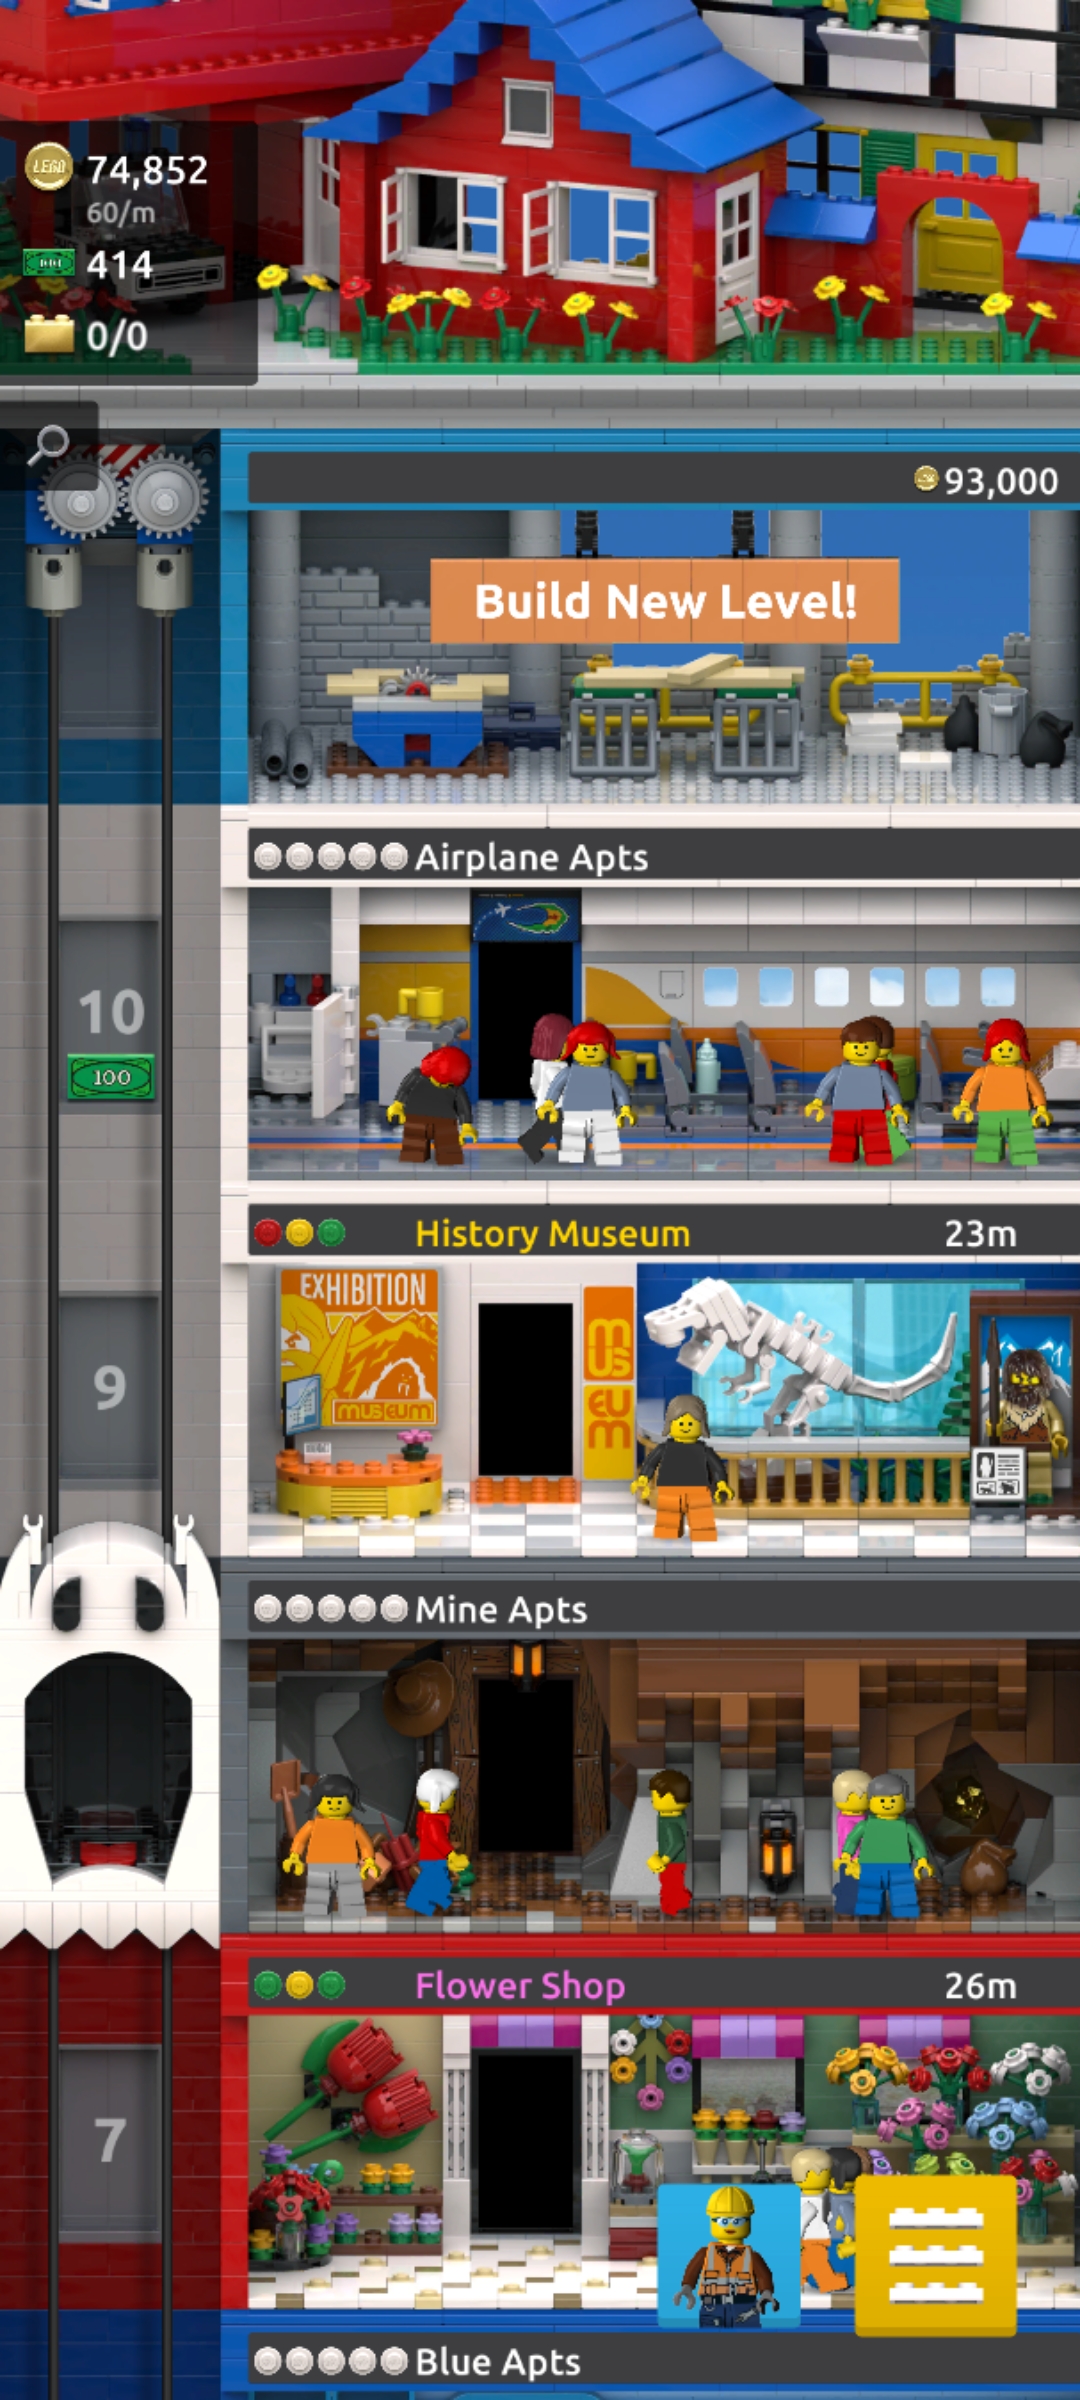 LEGO 74,852
60/m
414
0/0
93,000
Build New Level!
Airplane Apts
10
100
History Museum 23m
EXHIBITION
MUSEUM
MUS
EUM
9
Mine Apts
Flower Shop 26m
7
Blue Apts